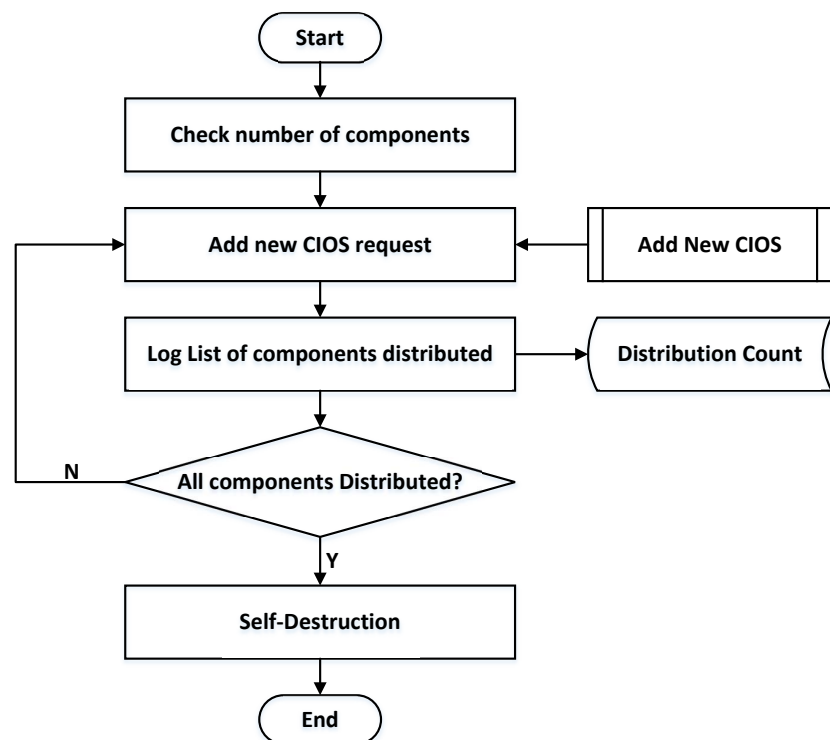 Start
Check number of components
Add new CIOS request
Add New CIOS
Log List of components distributed
Distribution Count
All components Distributed?
N
Y
Self-Destruction
End